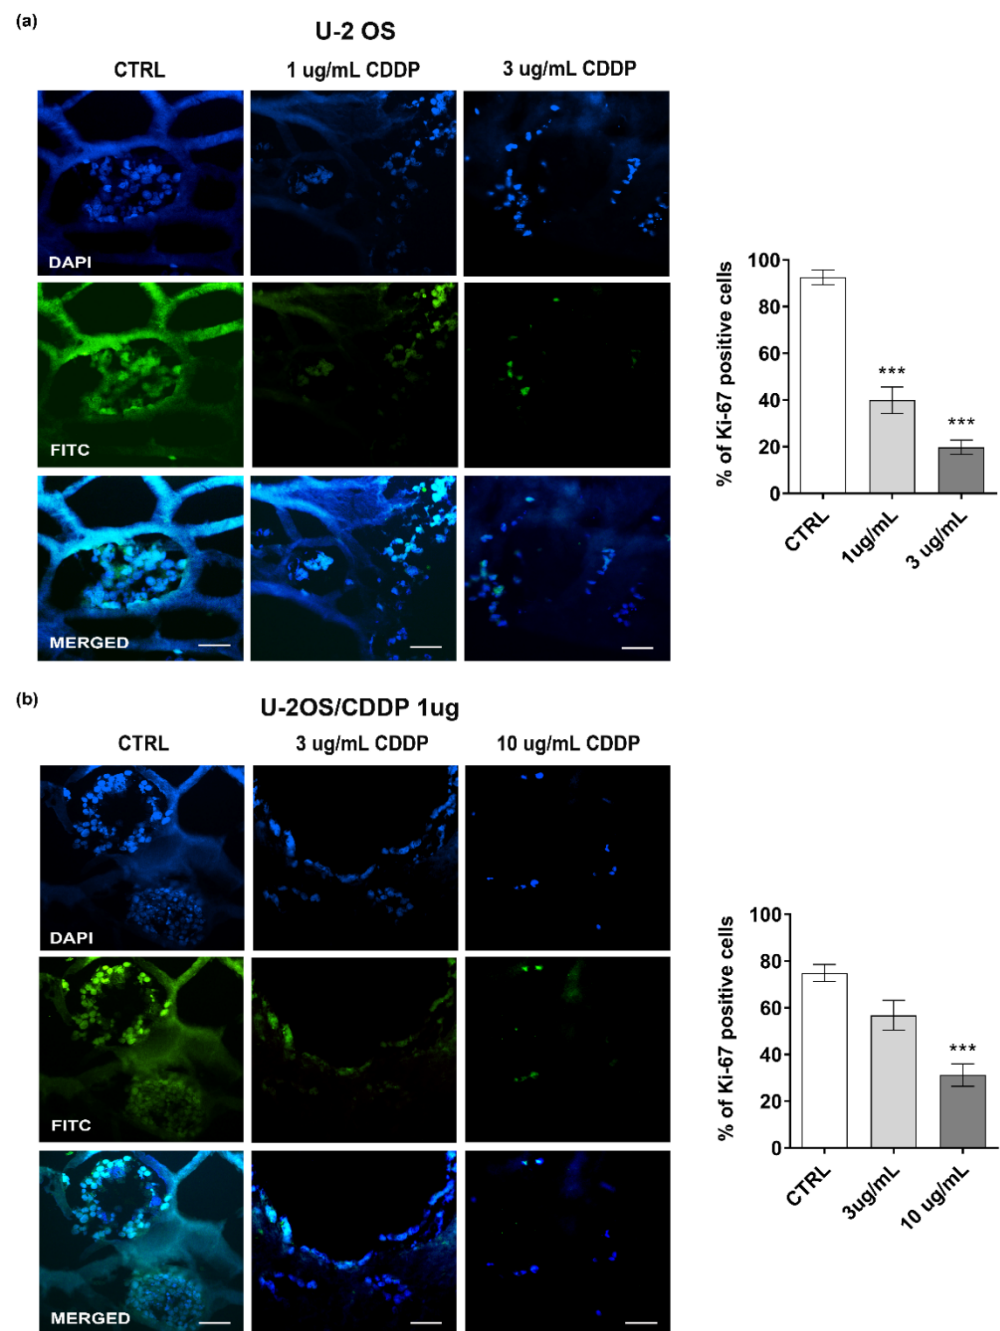 (a)
U-2 OS
CTRL
1 ug/mL CDDP
3 ug/mL CDDP
DAPI
FITC
MERGED
% of Ki-67 positive cells
100
80
60
40
20
0
***
***
CTRL
1ug/mL
3 ug/mL
(b)
U-2OS/CDDP 1ug
CTRL
3 ug/mL CDDP
10 ug/mL CDDP
DAPI
FITC
MERGED
% of Ki-67 positive cells
100
80
60
40
20
0
***
CTRL
3ug/mL
10 ug/mL